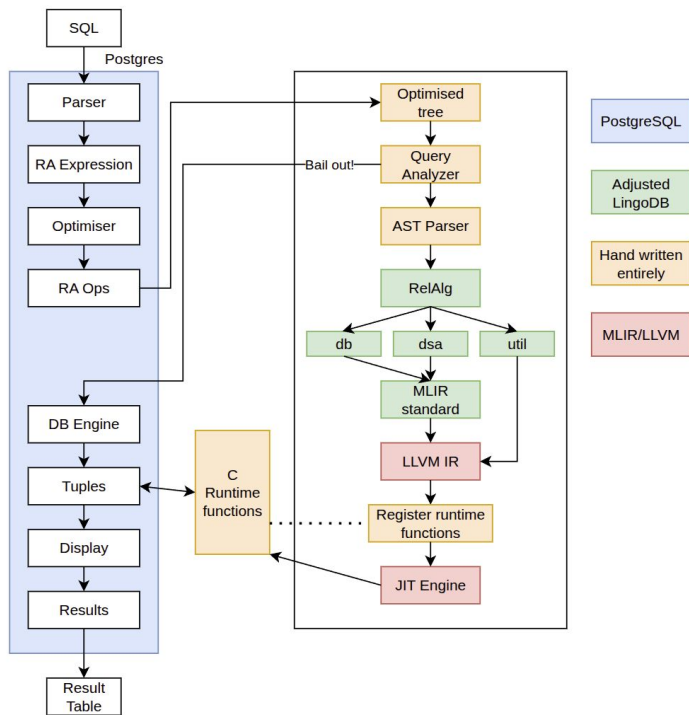 SQL
Postgres
Parser
RA Expression
Optimiser
RA Ops
DB Engine
Tuples
Display
Results
Result
Table
C
Runtime
functions
Bail out!
Optimised
tree
Query
Analyzer
AST Parser
RelAlg
db
dsa
util
MLIR
standard
LLVM IR
Register runtime
functions
JIT Engine
PostgreSQL
Adjusted
LingoDB
Hand written
entirely
MLIR/LLVM